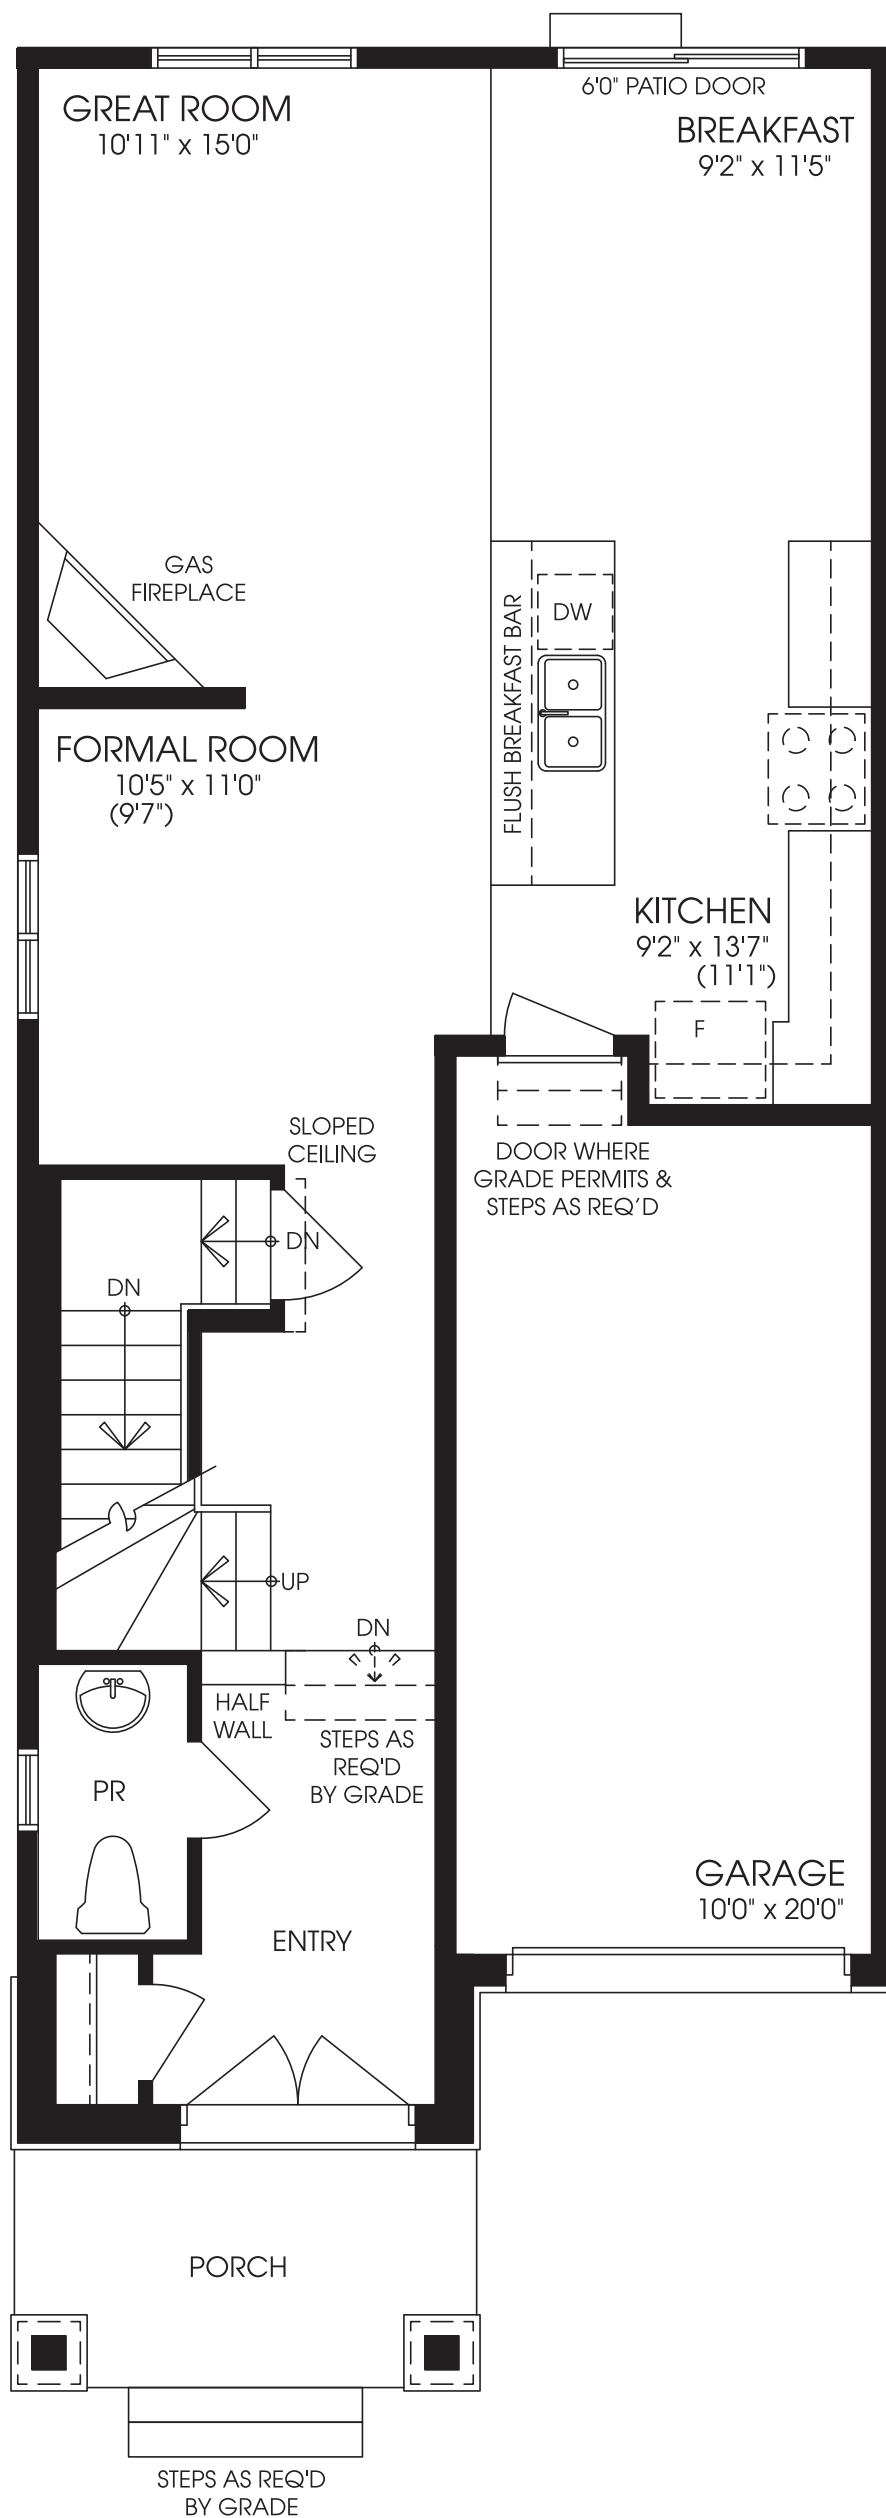 6'0" PATIO DOOR
GREAT ROOM
10'11" x 15'0"
BREAKFAST
9'2" x 11'5"
GAS
FIREPLACE
FLUSH BREAKFAST BAR
DW
FORMAL ROOM
10'5" x 11'0"
(9'7")
KITCHEN
9'2" x 13'7"
(11'1")
F
SLOPED
CEILING
DOOR WHERE
GRADE PERMITS &
STEPS AS REQ'D
DN
DN
UP
DN
HALF
WALL
STEPS AS
REQ'D
BY GRADE
PR
GARAGE
10'0" x 20'0"
ENTRY
PORCH
STEPS AS REQ'D
BY GRADE